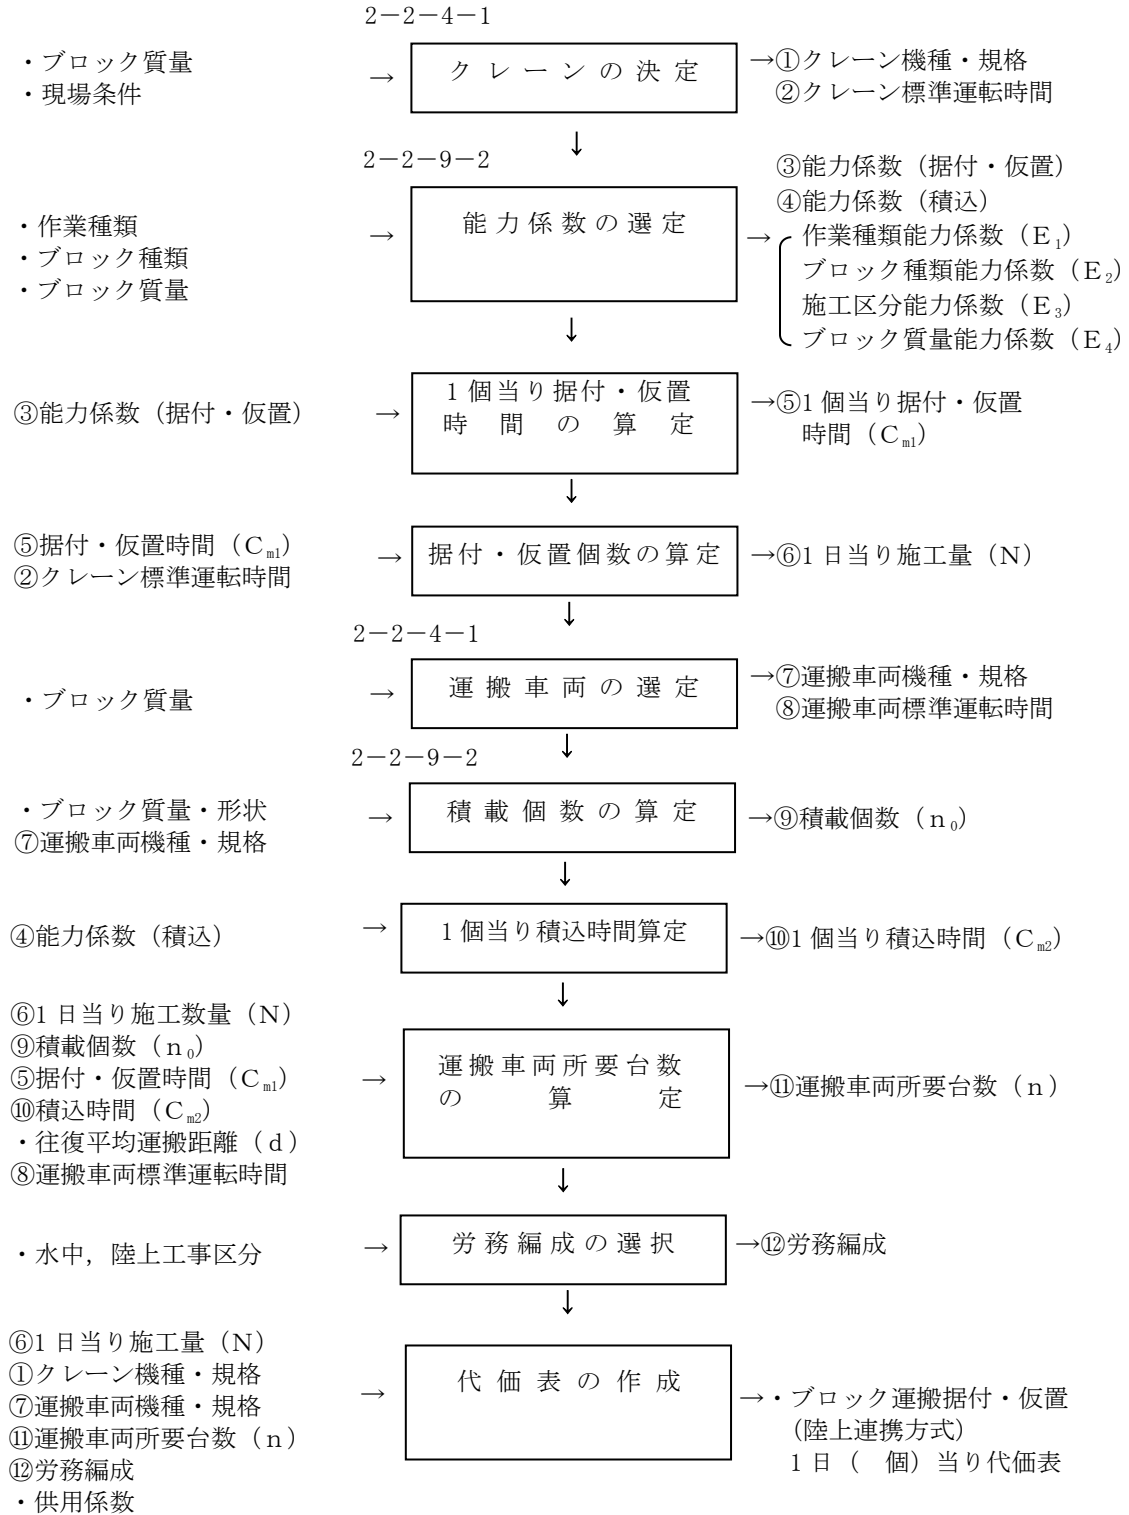 2－2－4－1
・ブロック質量
・現場条件
→
クレーンの決定
→①クレーン機種・規格
②クレーン標準運転時間
↓
2－2－9－2
・作業種類
・ブロック種類
・ブロック質量
→
能力係数の選定
→
③能力係数（据付・仮置）
④能力係数（積込）
作業種類能力係数（E₁）
ブロック種類能力係数（E₂）
施工区分能力係数（E₃）
ブロック質量能力係数（E₄）
↓
③能力係数（据付・仮置）
→
1個当り据付・仮置
時間の算定
→⑤1個当り据付・仮置
時間（Cm1）
↓
⑤据付・仮置時間（Cm1）
②クレーン標準運転時間
→
据付・仮置個数の算定
→⑥1日当り施工量（N）
↓
2－2－4－1
・ブロック質量
→
運搬車両の選定
→⑦運搬車両機種・規格
⑧運搬車両標準運転時間
↓
2－2－9－2
・ブロック質量・形状
⑦運搬車両機種・規格
→
積載個数の算定
→⑨積載個数（n₀）
↓
④能力係数（積込）
→
1個当り積込時間算定
→⑩1個当り積込時間（Cm2）
↓
⑥1日当り施工数量（N）
⑨積載個数（n₀）
⑤据付・仮置時間（Cm1）
⑩積込時間（Cm2）
・往復平均運搬距離（d）
⑧運搬車両標準運転時間
→
運搬車両所要台数
の算定
→⑪運搬車両所要台数（n）
↓
・水中，陸上工事区分
→
労務編成の選択
→⑫労務編成
↓
⑥1日当り施工量（N）
①クレーン機種・規格
⑦運搬車両機種・規格
⑪運搬車両所要台数（n）
⑫労務編成
・供用係数
→
代価表の作成
→・ブロック運搬据付・仮置
（陸上連携方式）
1日（　個）当り代価表